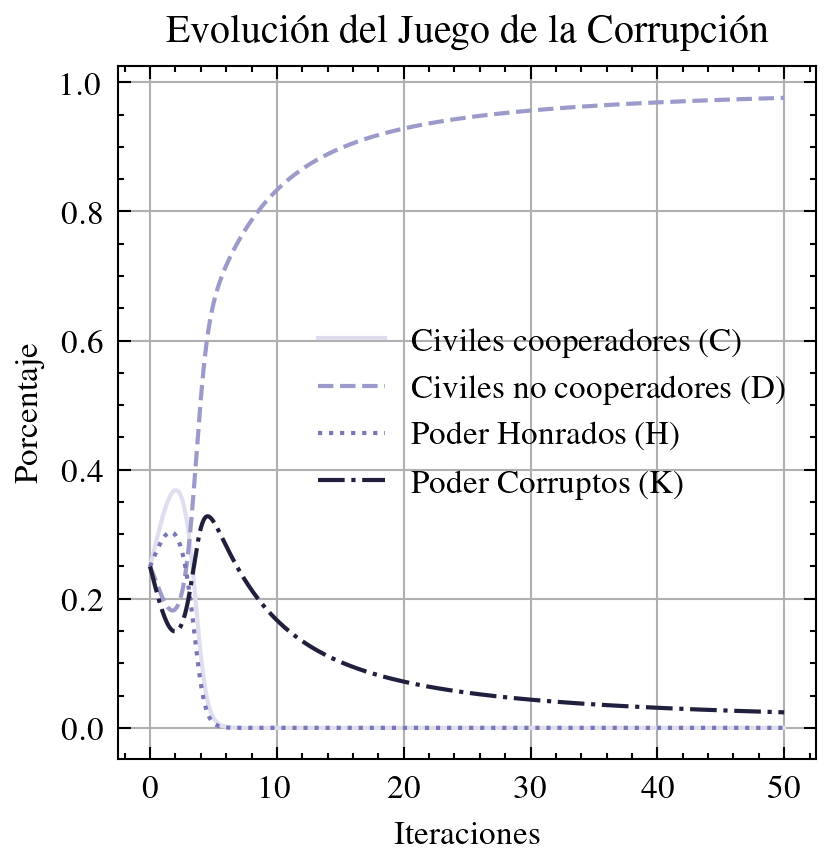 Evolución del Juego de la Corrupción
1.0
0.8
0.6
0.4
0.2
0.0
Porcentaje
Civiles cooperadores (C)
Civiles no cooperadores (D)
Poder Honrados (H)
Poder Corruptos (K)
0 10 20 30 40 50
Iteraciones